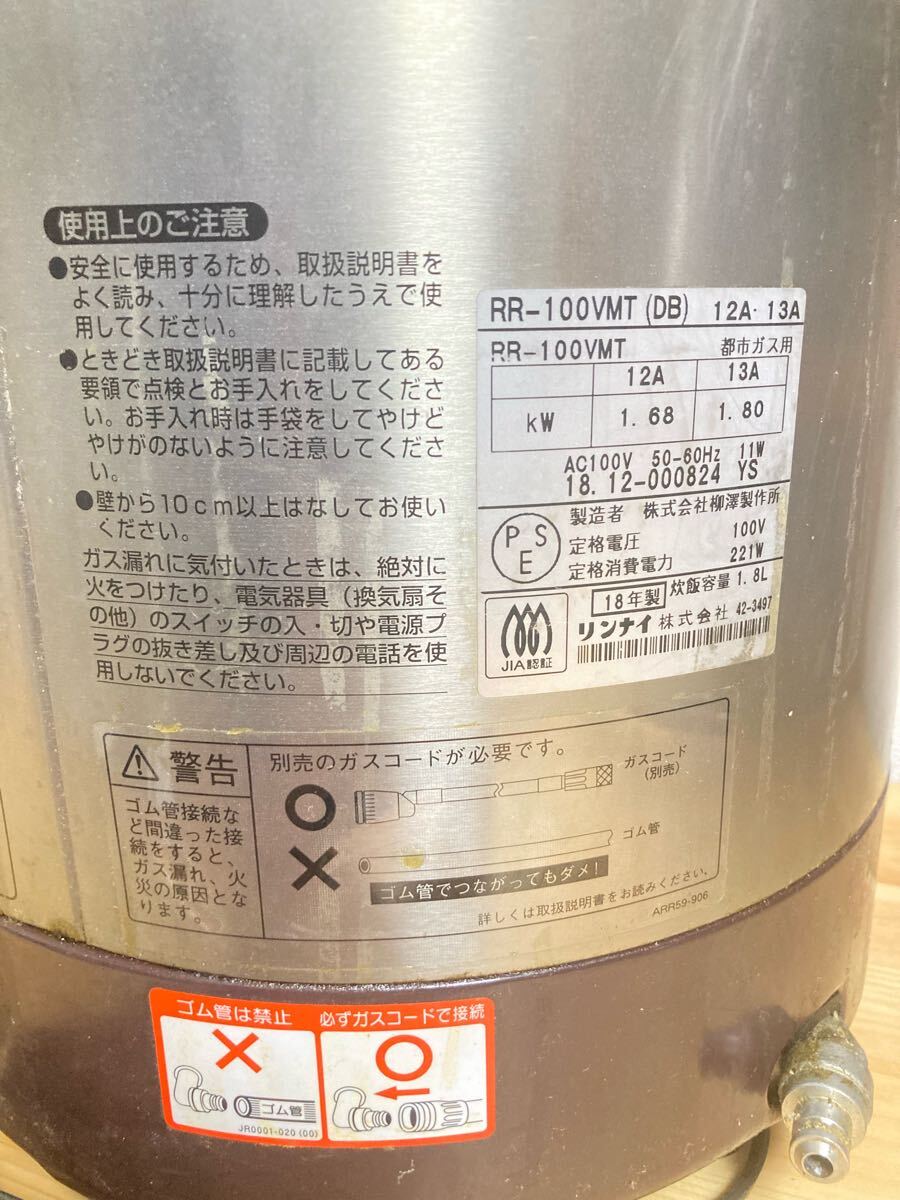 使用上のご注意
●安全に使用するため、取扱説明書を
よく読み、十分に理解したうえで使
用してください。
●ときどき取扱説明書に記載してある
要領で点検とお手入れをしてくださ
い。お手入れ時は手袋をしてやけど
やけがのないように注意してくださ
い。
●壁から10cm以上はなしてお使い
ください。
ガス漏れに気付いたときは、絶対に
火をつけたり、電気器具(換気扇そ
の他)のスイッチの入・切や電源プ
ラグの抜き差し及び周辺の電話を使
用しないでください。
RR-100VMT(DB) 12A・13A
RR-100VMT 都市ガス用
12A 13A
kW 1.68 1.80
AC100V 50-60Hz 11W
18.12-000824 YS
製造者 株式会社柳澤製作所
PSE
定格電圧 100V
定格消費電力 221W
18年製 炊飯容量 1.8L
リンナイ株式会社 42-3497
JIA認証
警告
ゴム管接続な
ど間違った接
続をすると、
ガス漏れ、火
災の原因とな
ります。
別売のガスコードが必要です。
ガスコード
(別売)
ゴム管
ゴム管でつながってもダメ!
詳しくは取扱説明書をお読みください。
ARR59-906
ゴム管は禁止
ゴム管
JR0001-020(00)
必ずガスコードで接続